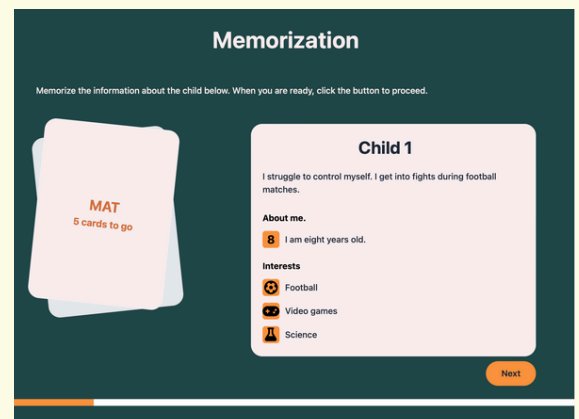 Memorization
Memorize the information about the child below. When you are ready, click the button to proceed.
MAT
5 cards to go
Child 1
I struggle to control myself. I get into fights during football
matches.
About me.
8 I am eight years old.
Interests
Football
Video games
Science
Next